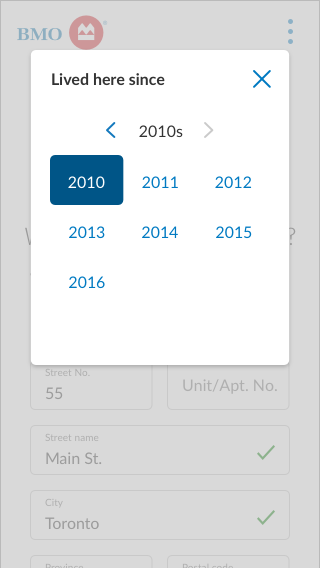 BMO
Lived here since
2010s
2010 2011 2012
2013 2014 2015
2016
?
Street No.
55
Unit/Apt. No.
Street name
Main St.
City
Toronto
Province
Postal code